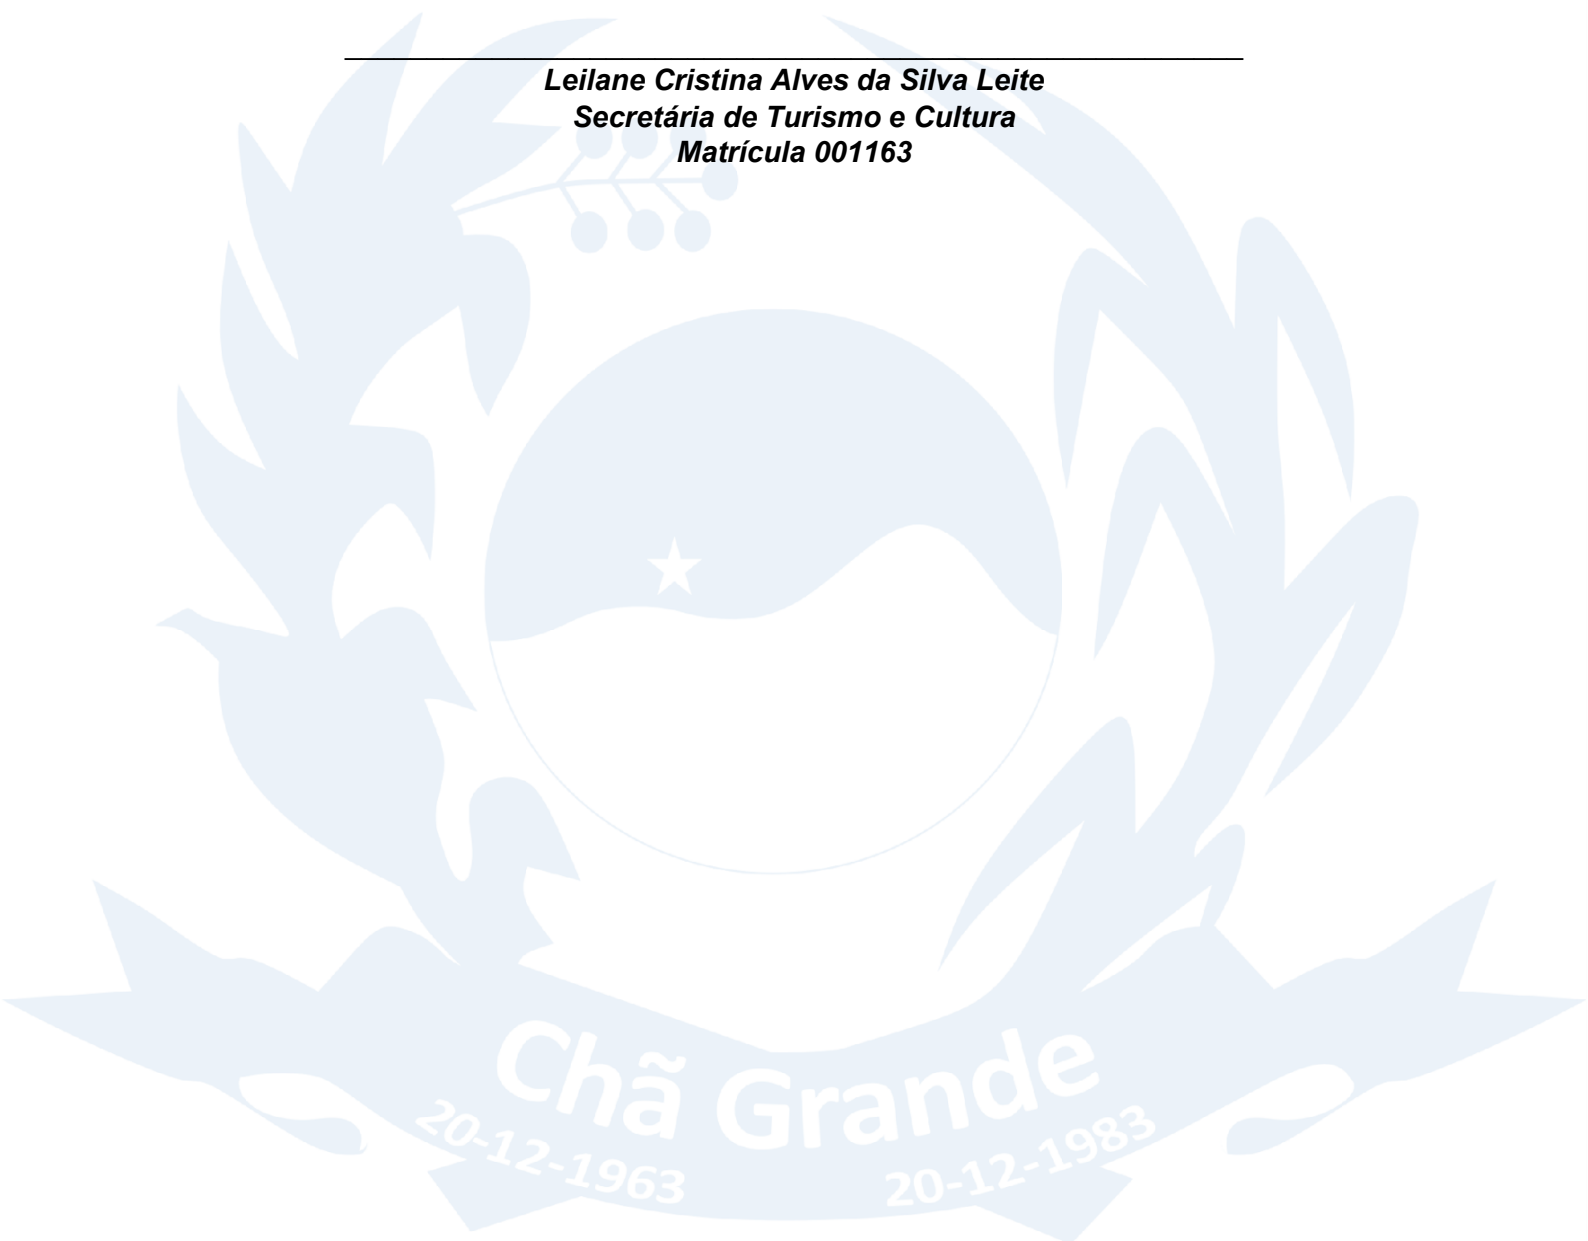 Leilane Cristina Alves da Silva Leite
Secretária de Turismo e Cultura
Matrícula 001163
Chã Grande
20-12-1963 20-12-1983